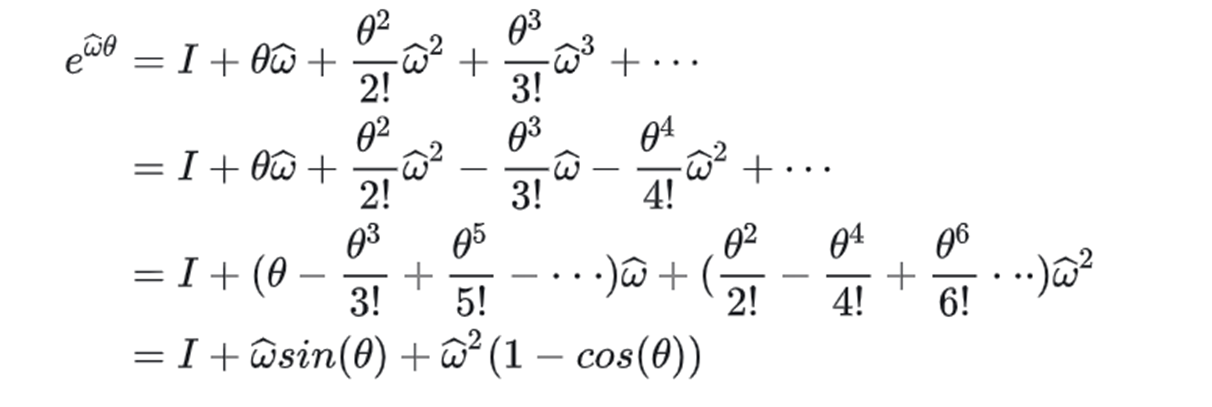 $e^{\widehat{\omega}\theta} = I + \theta\widehat{\omega} + \frac{\theta^2}{2!}\widehat{\omega}^2 + \frac{\theta^3}{3!}\widehat{\omega}^3 + \cdots$
$= I + \theta\widehat{\omega} + \frac{\theta^2}{2!}\widehat{\omega}^2 - \frac{\theta^3}{3!}\widehat{\omega} - \frac{\theta^4}{4!}\widehat{\omega}^2 + \cdots$
$= I + (\theta - \frac{\theta^3}{3!} + \frac{\theta^5}{5!} - \cdots)\widehat{\omega} + (\frac{\theta^2}{2!} - \frac{\theta^4}{4!} + \frac{\theta^6}{6!} \cdots)\widehat{\omega}^2$
$= I + \widehat{\omega}sin(\theta) + \widehat{\omega}^2(1 - cos(\theta))$